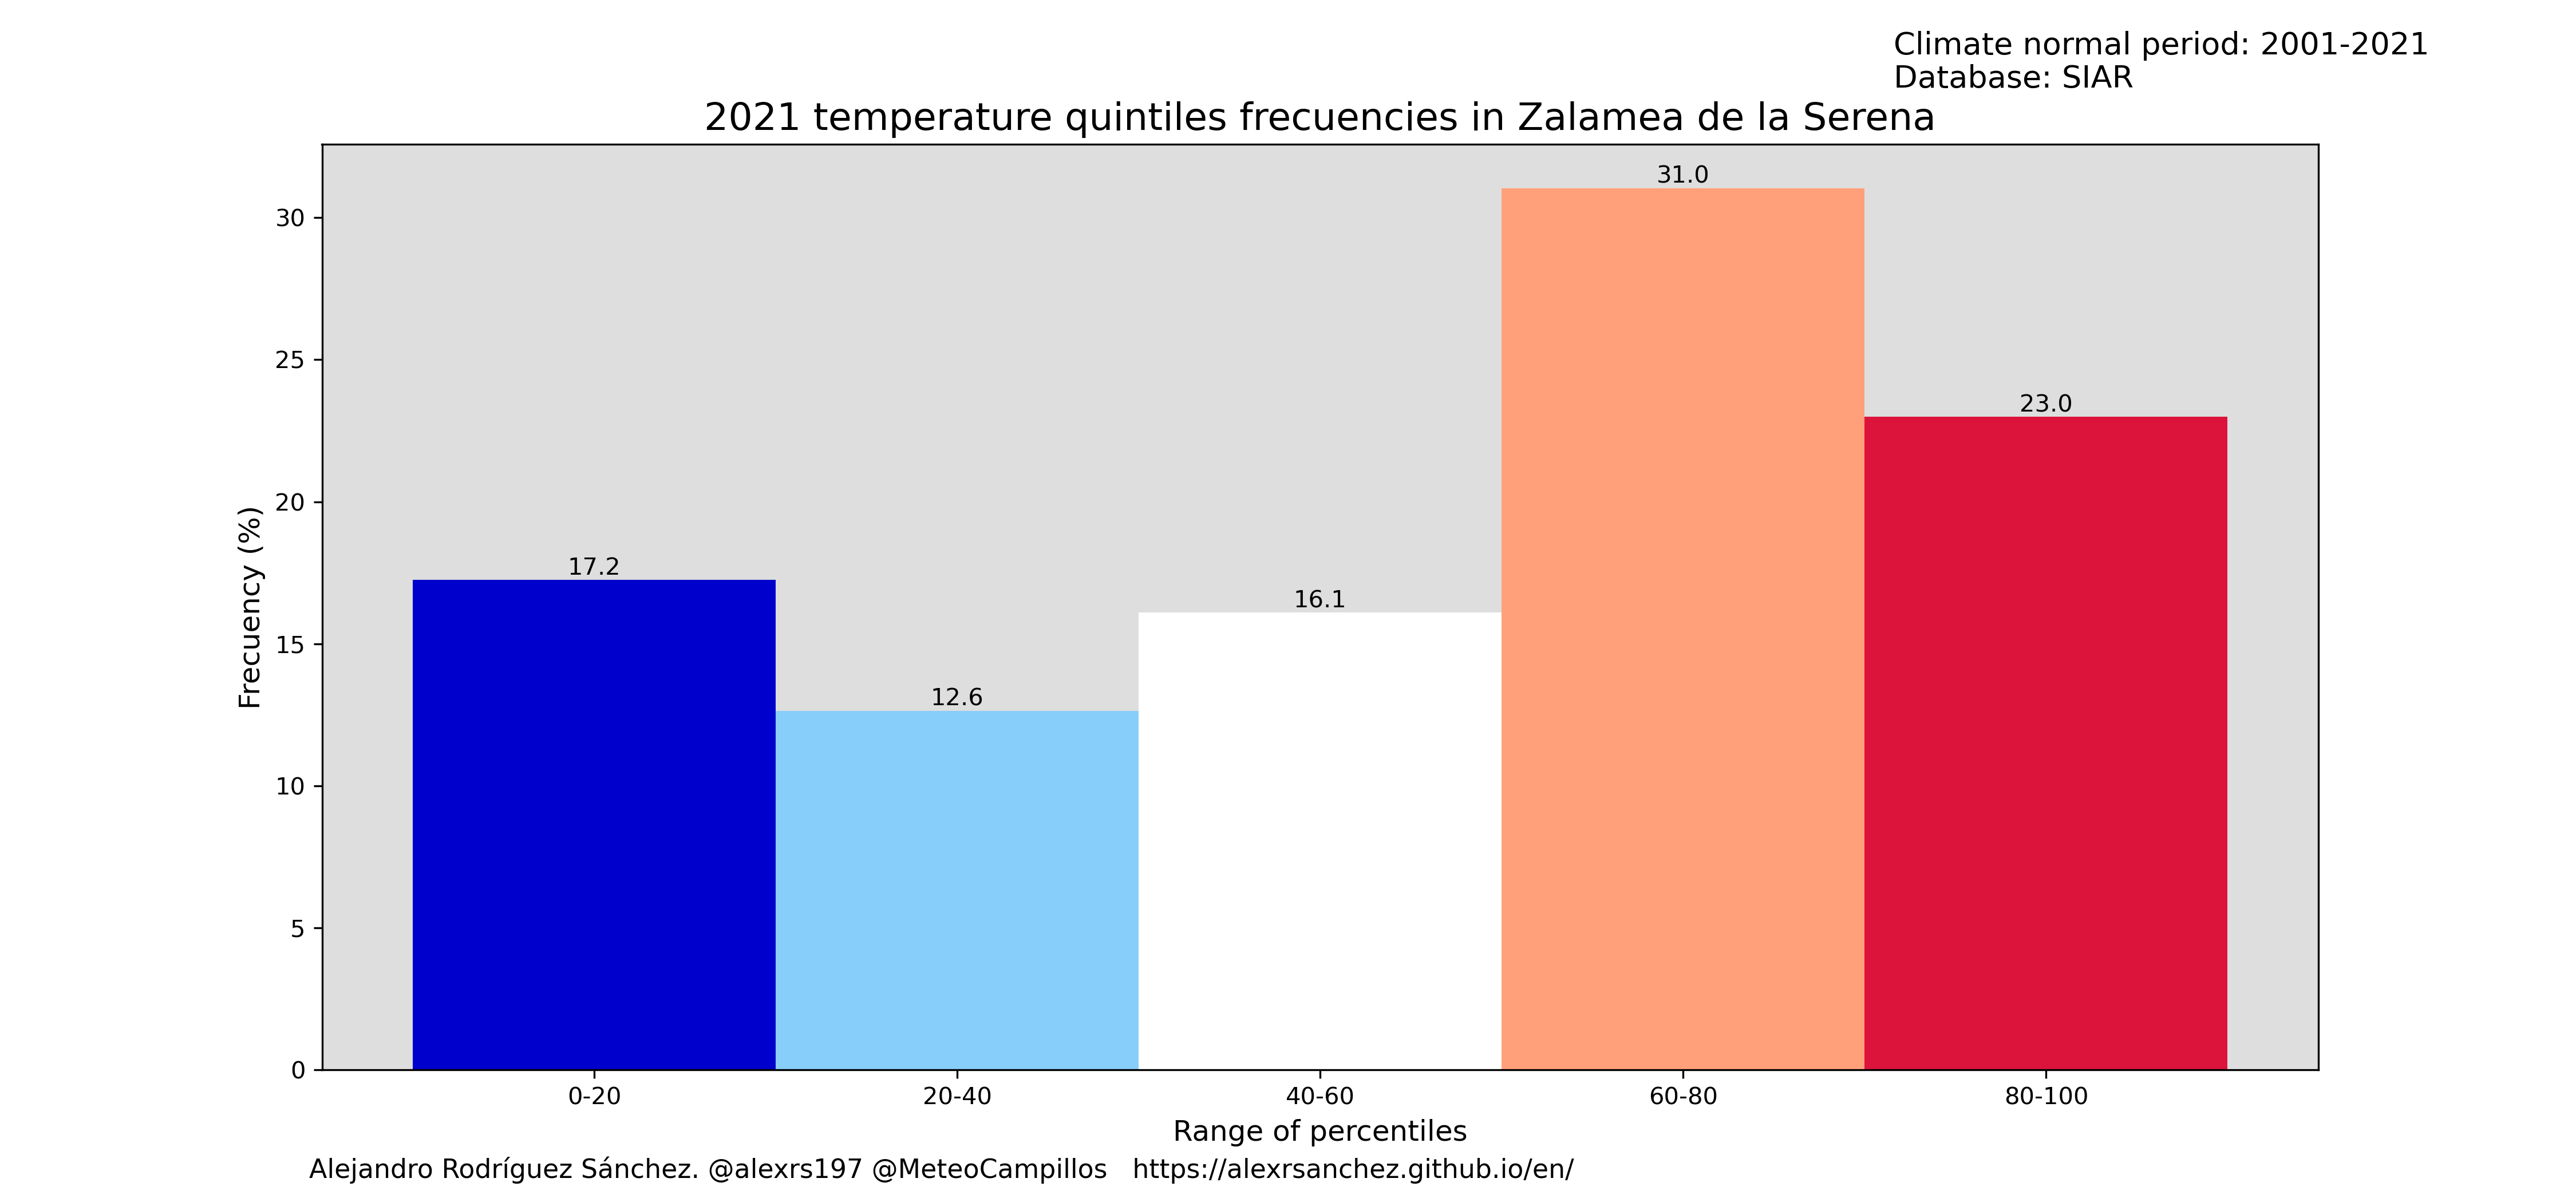 Climate normal period: 2001-2021
Database: SIAR
2021 temperature quintiles frecuencies in Zalamea de la Serena
Frecuency (%)
30
25
20
15
10
5
0
17.2
12.6
16.1
31.0
23.0
0-20
20-40
40-60
60-80
80-100
Range of percentiles
Alejandro Rodríguez Sánchez. @alexrs197 @MeteoCampillos https://alexrsanchez.github.io/en/